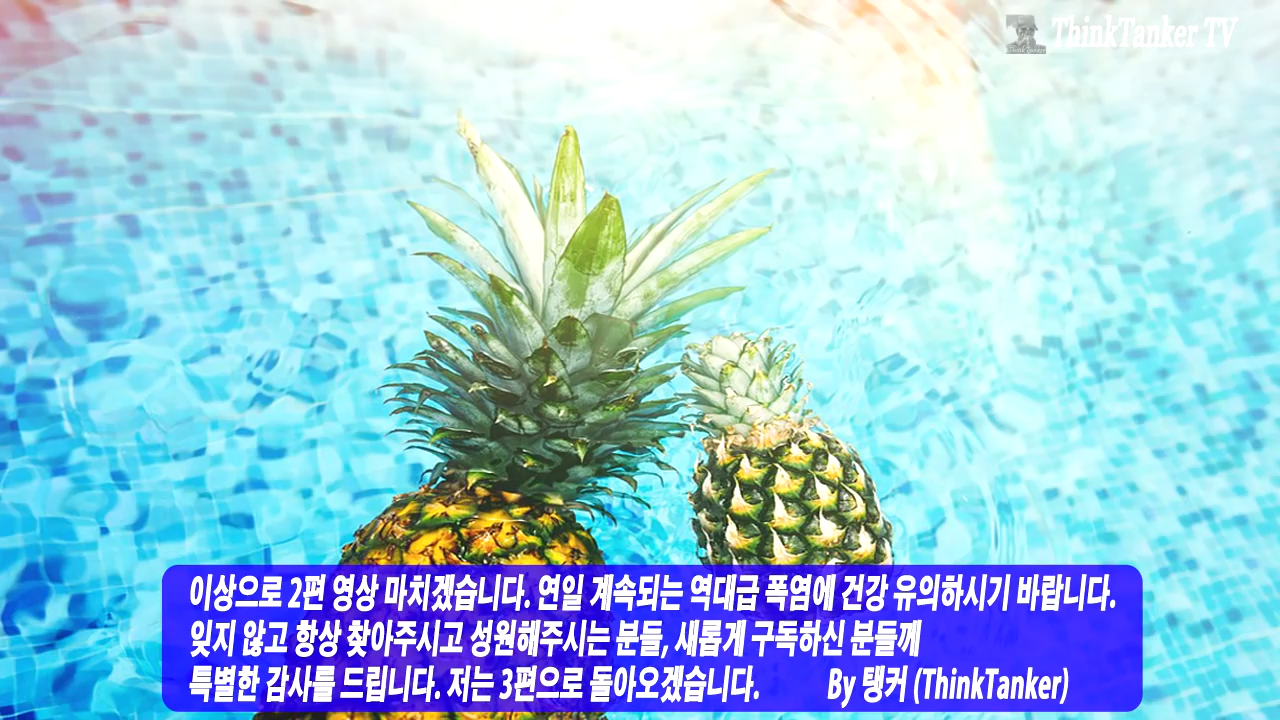 ThinkTanker TV
이상으로 2편 영상 마치겠습니다. 연일 계속되는 역대급 폭염에 건강 유의하시기 바랍니다.
잊지 않고 항상 찾아주시고 성원해주시는 분들, 새롭게 구독하신 분들께
특별한 감사를 드립니다. 저는 3편으로 돌아오겠습니다. By 탱커 (ThinkTanker)